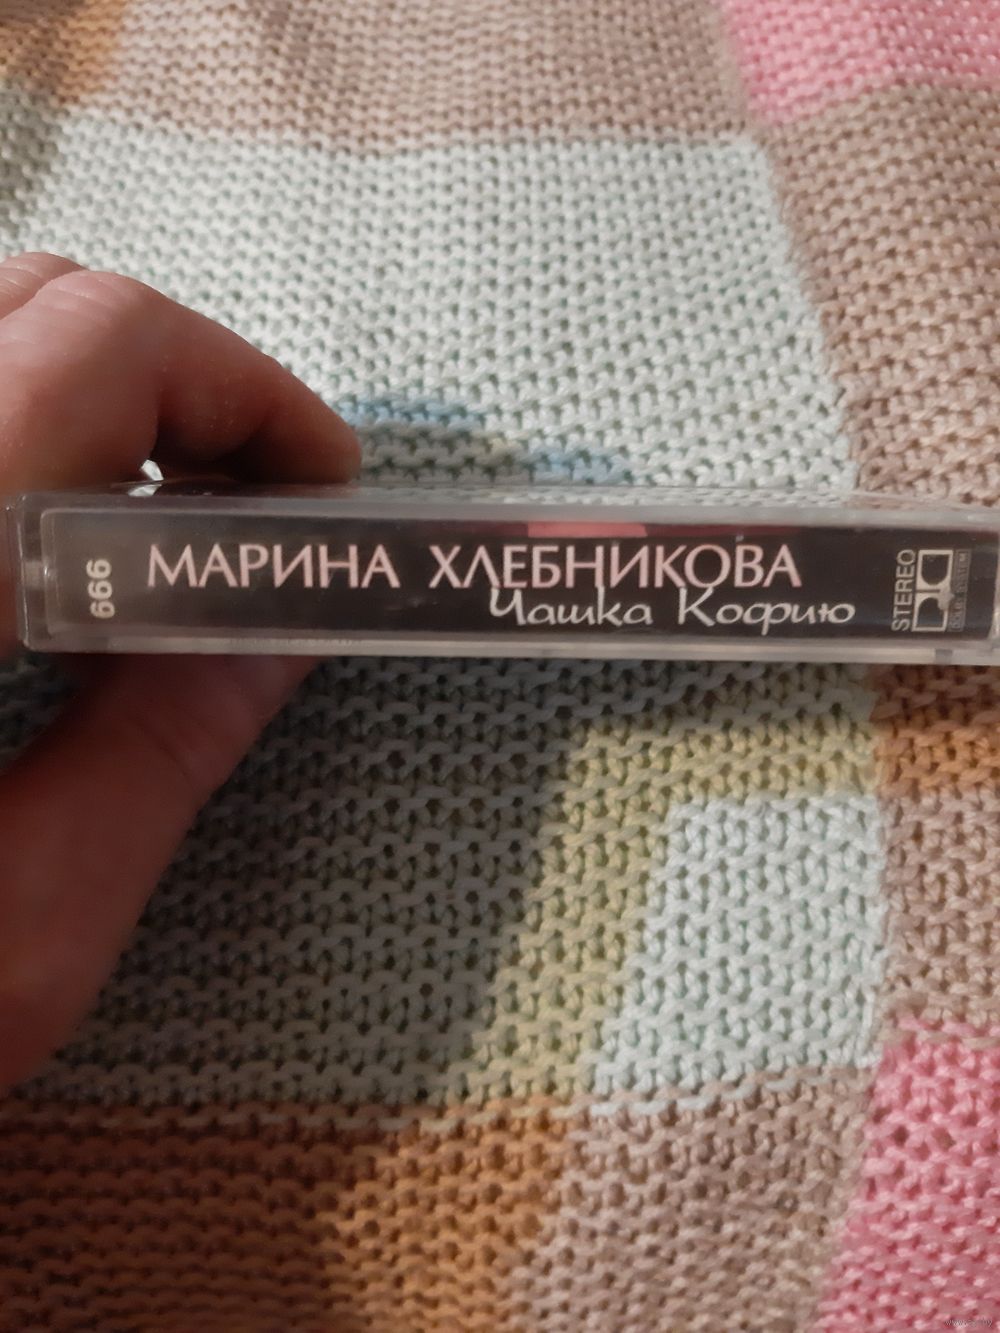 666
МАРИНА ХЛЕБНИКОВА
Чашка Кофию
STEREO